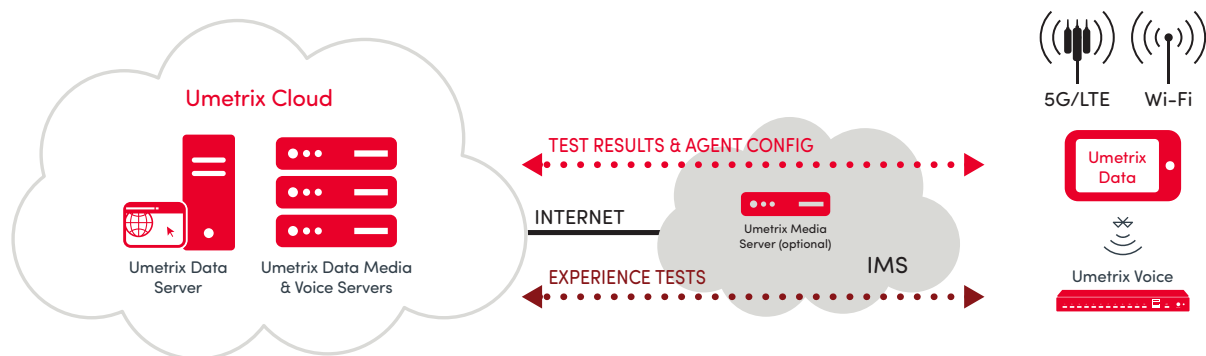 Umetrix Cloud
Umetrix Data
Server
Umetrix Data Media
& Voice Servers
TEST RESULTS & AGENT CONFIG
INTERNET
EXPERIENCE TESTS
Umetrix Media
Server (optional)
IMS
5G/LTE
Wi-Fi
Umetrix
Data
Umetrix Voice